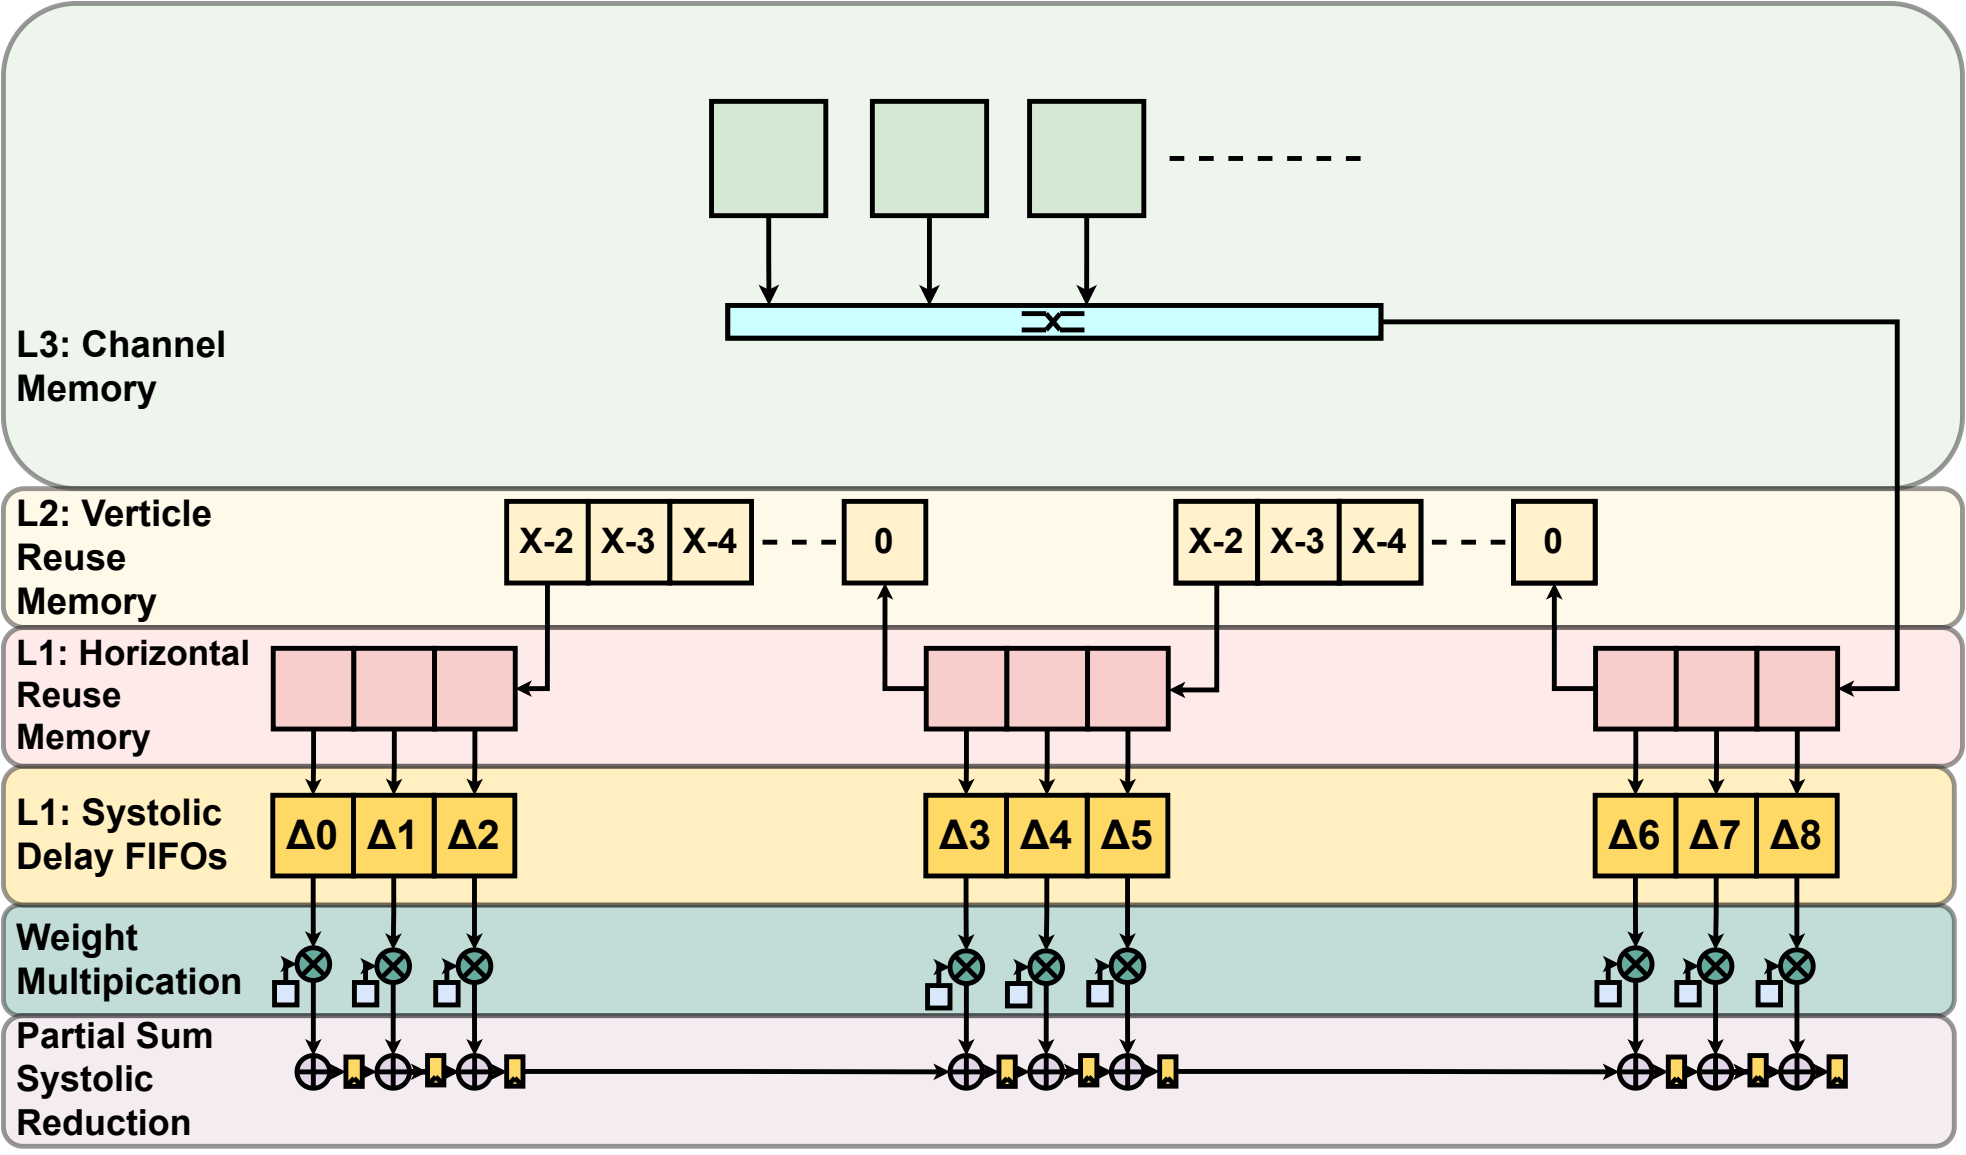 L3: Channel
Memory
L2: Verticle
Reuse
Memory
X-2 X-3 X-4 0 X-2 X-3 X-4 0
L1: Horizontal
Reuse
Memory
L1: Systolic
Delay FIFOs
Δ0 Δ1 Δ2 Δ3 Δ4 Δ5 Δ6 Δ7 Δ8
Weight
Multipication
Partial Sum
Systolic
Reduction